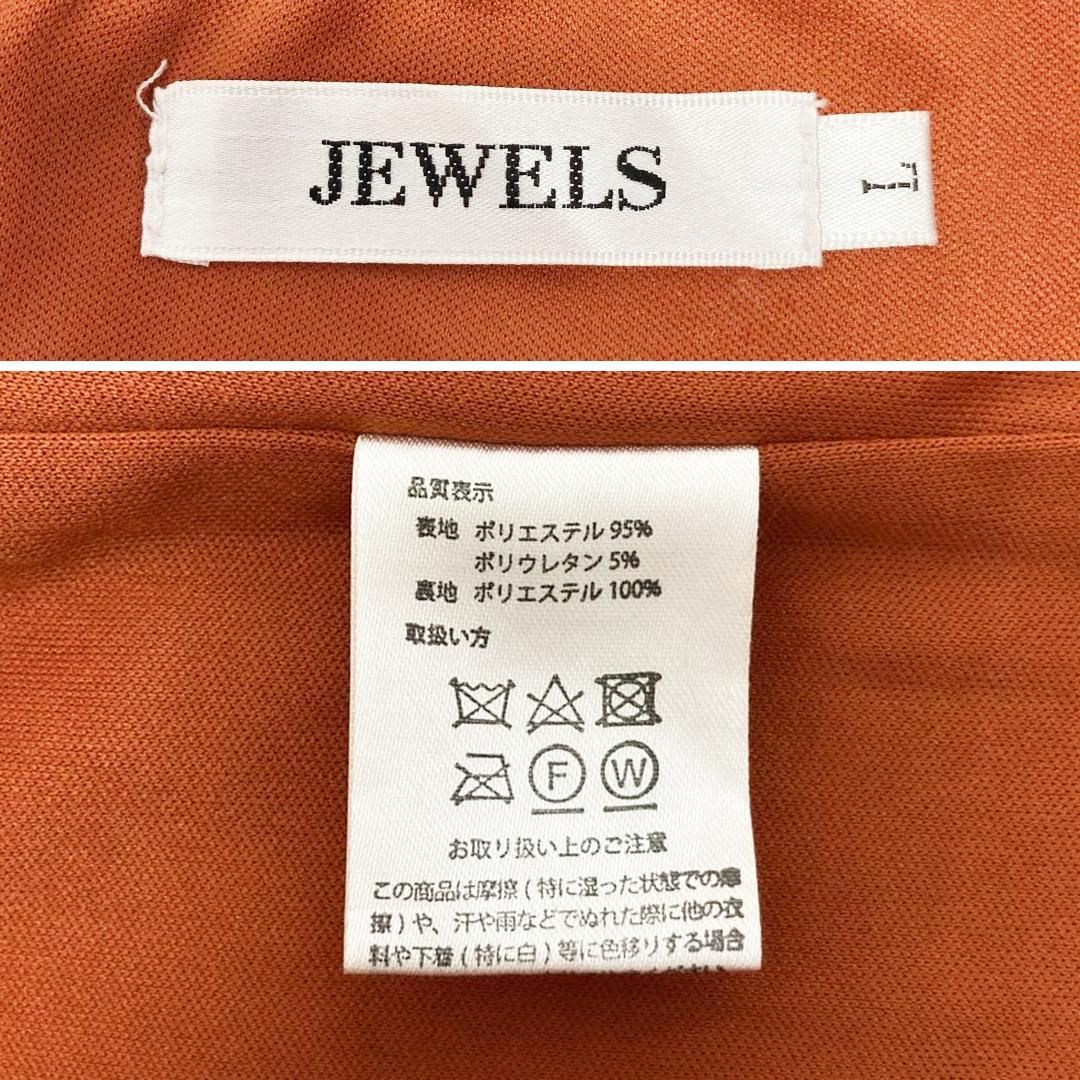 JEWELS
L
品質表示
表地 ポリエステル 95%
ポリウレタン 5%
裏地 ポリエステル 100%
取扱い方
F W
お取り扱い上のご注意
この商品は摩擦(特に湿った状態での摩
擦)や、汗や雨などでぬれた際に他の衣
料や下着(特に白)等に色移りする場合